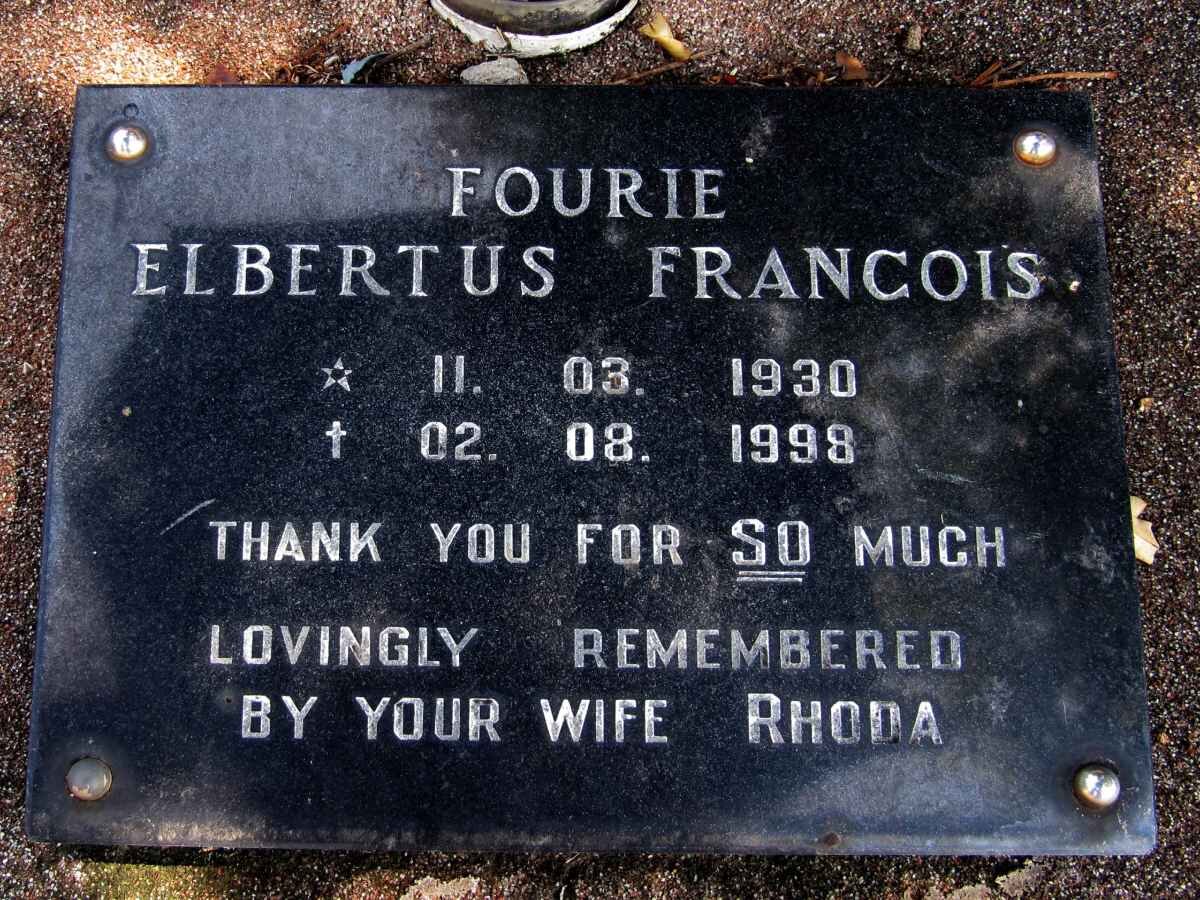 FOURIE
ELBERTUS FRANCOIS
☆ 11. 03. 1930
✝ 02. 08. 1998
THANK YOU FOR SO MUCH
LOVINGLY REMEMBERED
BY YOUR WIFE RHODA